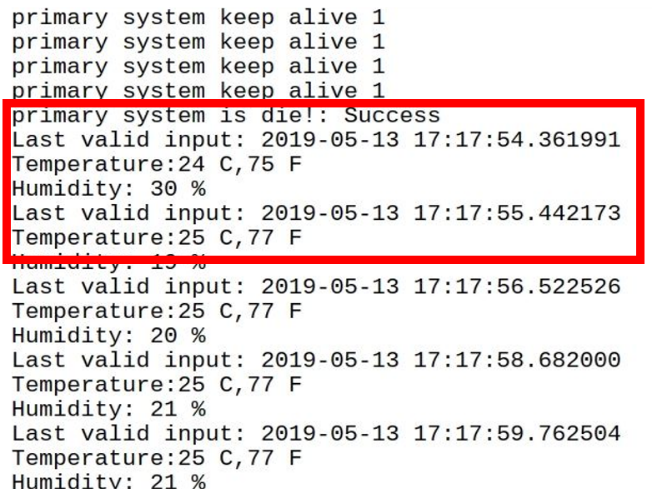 primary system keep alive 1
primary system keep alive 1
primary system keep alive 1
primary system keep alive 1
primary system is die!: Success
Last valid input: 2019-05-13 17:17:54.361991
Temperature:24 C,75 F
Humidity: 30 %
Last valid input: 2019-05-13 17:17:55.442173
Temperature:25 C,77 F
Humidity: 19 %
Last valid input: 2019-05-13 17:17:56.522526
Temperature:25 C,77 F
Humidity: 20 %
Last valid input: 2019-05-13 17:17:58.682000
Temperature:25 C,77 F
Humidity: 21 %
Last valid input: 2019-05-13 17:17:59.762504
Temperature:25 C,77 F
Humidity: 21 %